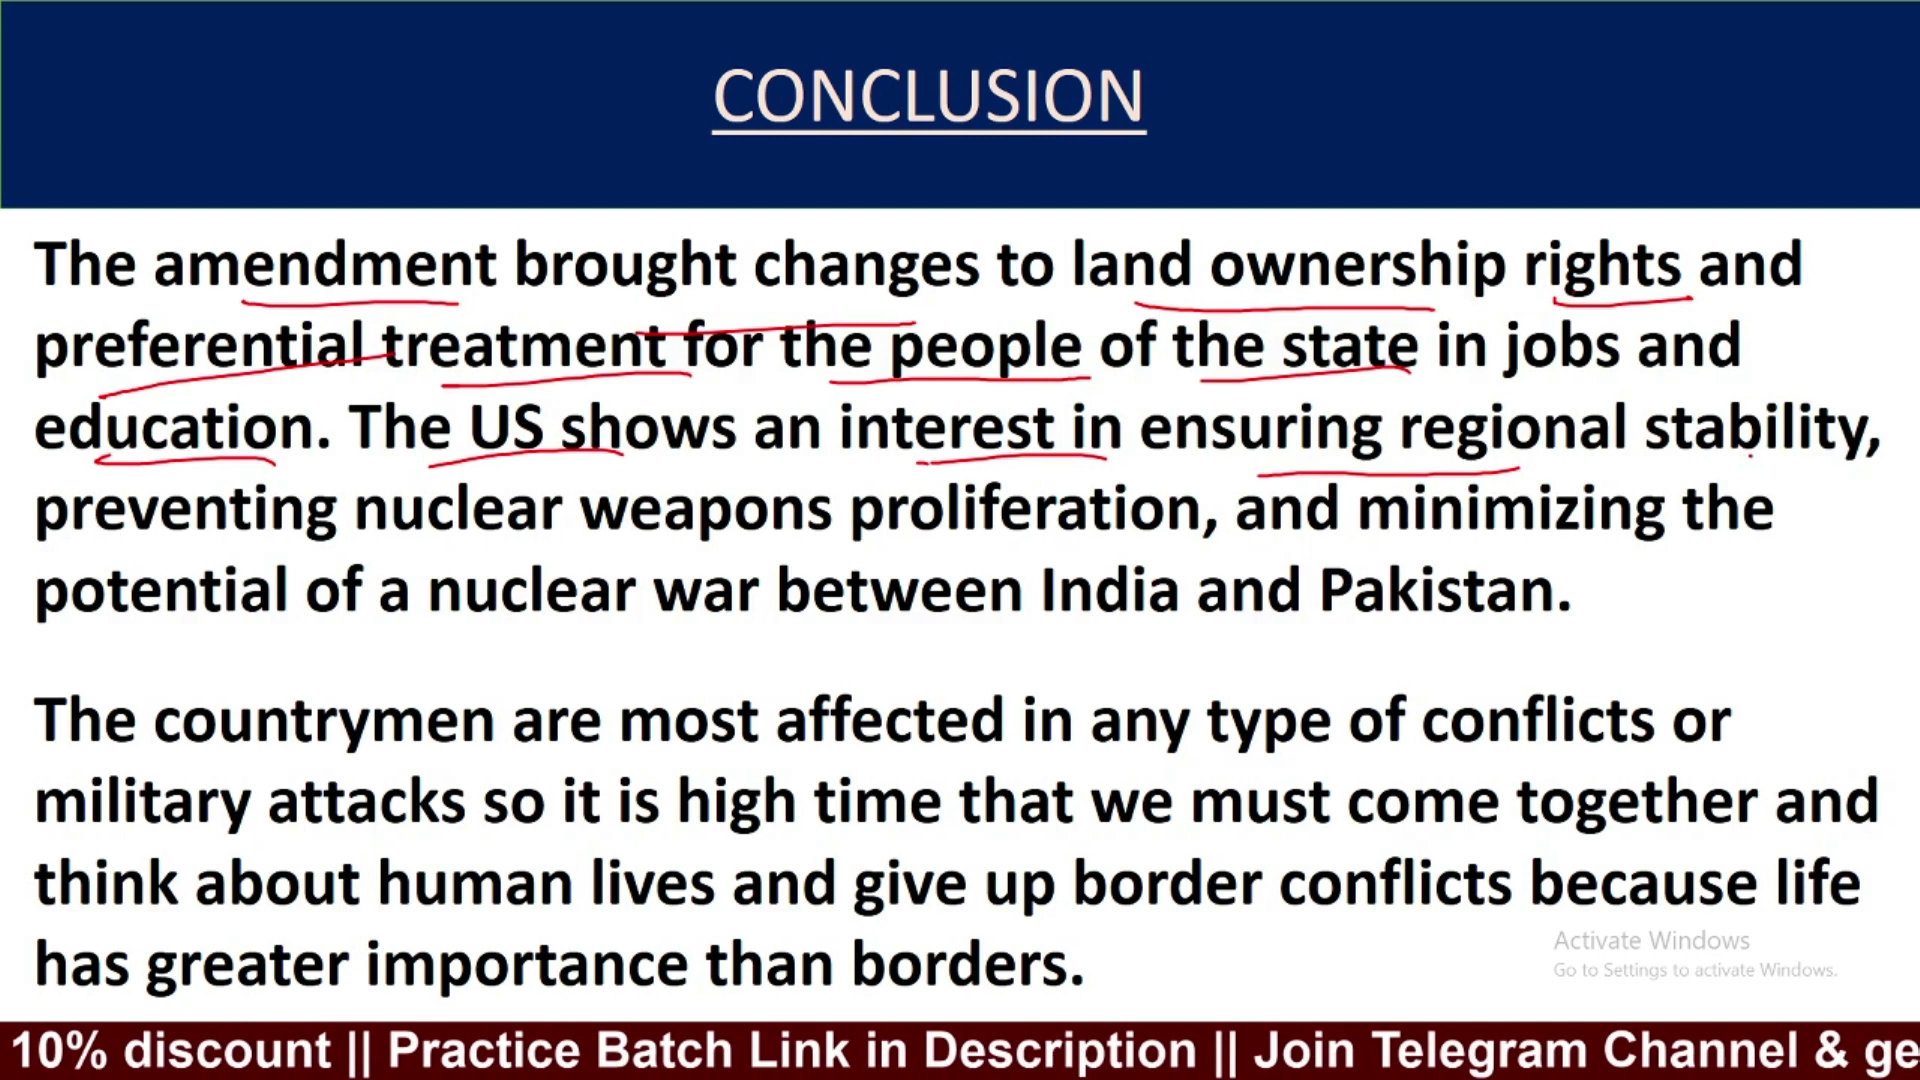 CONCLUSION
The amendment brought changes to land ownership rights and
preferential treatment for the people of the state in jobs and
education. The US shows an interest in ensuring regional stability,
preventing nuclear weapons proliferation, and minimizing the
potential of a nuclear war between India and Pakistan.
The countrymen are most affected in any type of conflicts or
military attacks so it is high time that we must come together and
think about human lives and give up border conflicts because life
has greater importance than borders.
Activate Windows
Go to Settings to activate Windows.
10% discount || Practice Batch Link in Description || Join Telegram Channel & ge